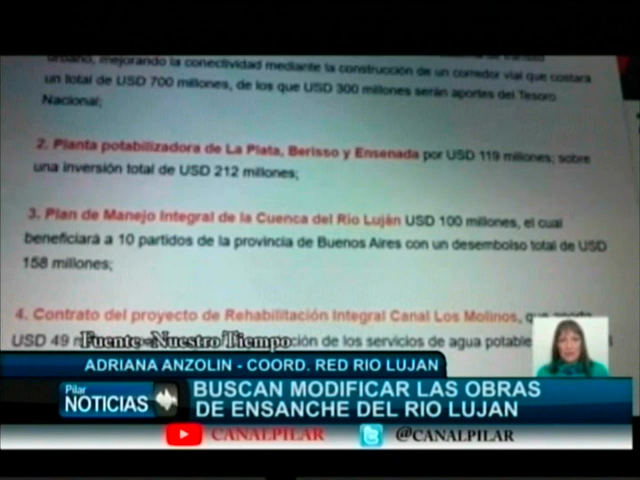 urbano, mejorando la conectividad mediante la construcción de un corredor vial que costará
un total de USD 700 millones, de los que USD 300 millones serán aportes del Tesoro
Nacional;
2. Planta potabilizadora de La Plata, Berisso y Ensenada por USD 119 millones; sobre
una inversión total de USD 212 millones;
3. Plan de Manejo Integral de la Cuenca del Río Luján USD 100 millones, el cual
beneficiará a 10 partidos de la provincia de Buenos Aires con un desembolso total de USD
158 millones;
4. Contrato del proyecto de Rehabilitación Integral Canal Los Molinos,
USD 49 de los servicios de agua potable
Fuente - Nuestro Tiempo
ADRIANA ANZOLIN - COORD. RED RIO LUJAN
Pilar
NOTICIAS
BUSCAN MODIFICAR LAS OBRAS
DE ENSANCHE DEL RIO LUJAN
CANALPILAR
@CANALPILAR